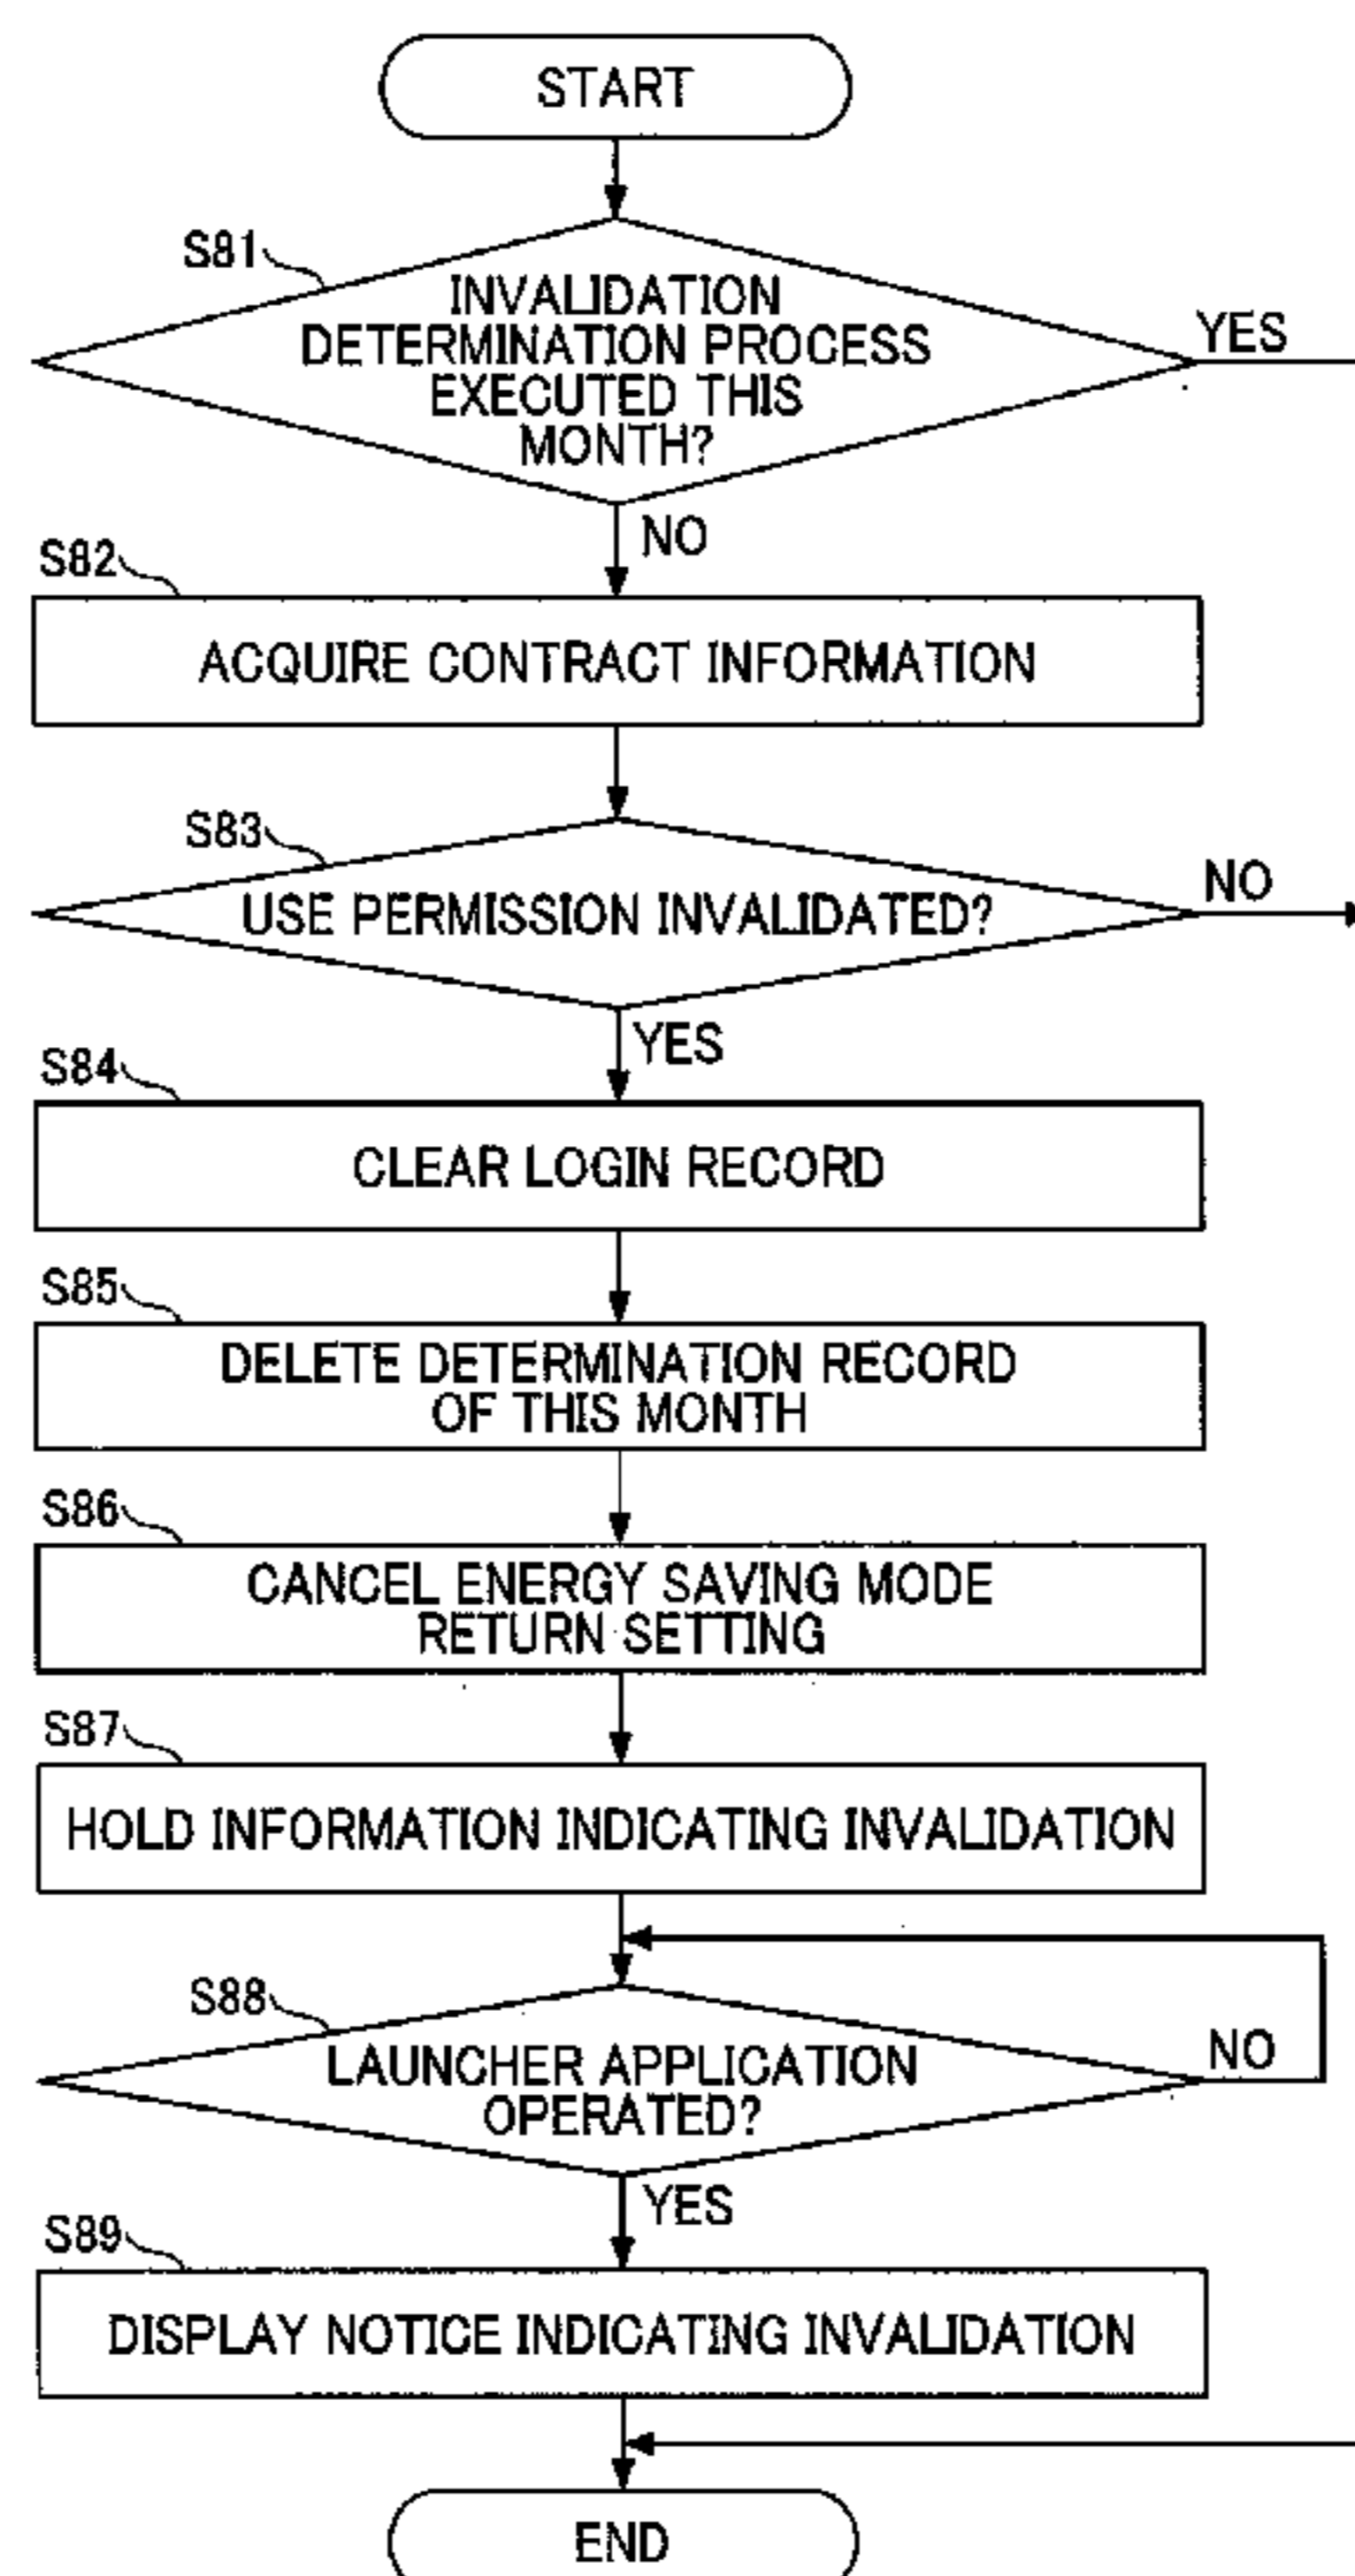 START
S81
INVALIDATION
DETERMINATION PROCESS
EXECUTED THIS
MONTH?
YES
NO
S82
ACQUIRE CONTRACT INFORMATION
S83
USE PERMISSION INVALIDATED?
NO
YES
S84
CLEAR LOGIN RECORD
S85
DELETE DETERMINATION RECORD
OF THIS MONTH
S86
CANCEL ENERGY SAVING MODE
RETURN SETTING
S87
HOLD INFORMATION INDICATING INVALIDATION
S88
LAUNCHER APPLICATION
OPERATED?
NO
YES
S89
DISPLAY NOTICE INDICATING INVALIDATION
END